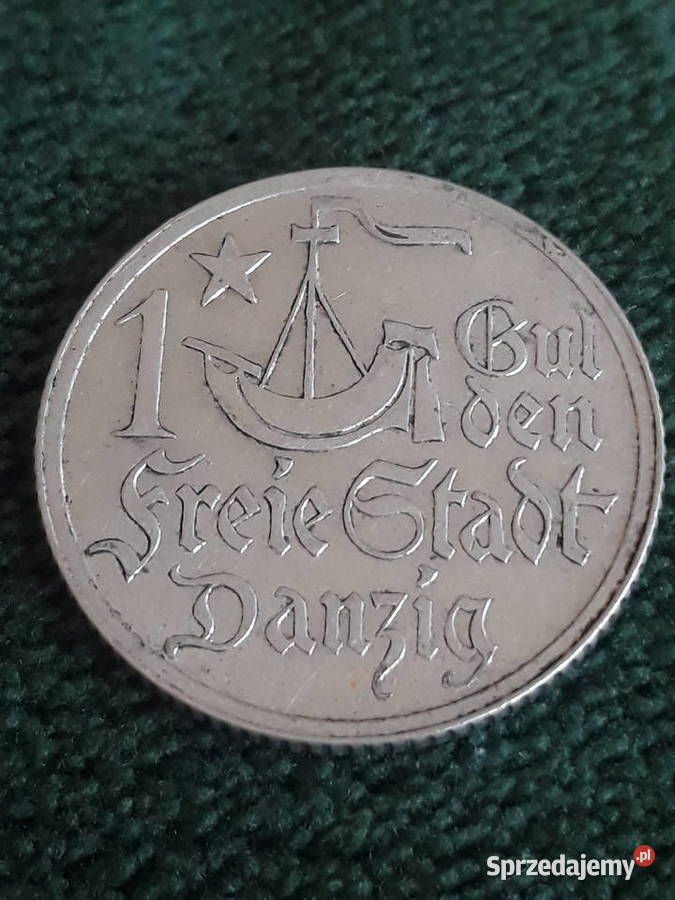 1 Gul
den
Freie Stadt
Danzig
Sprzedajemy.pl